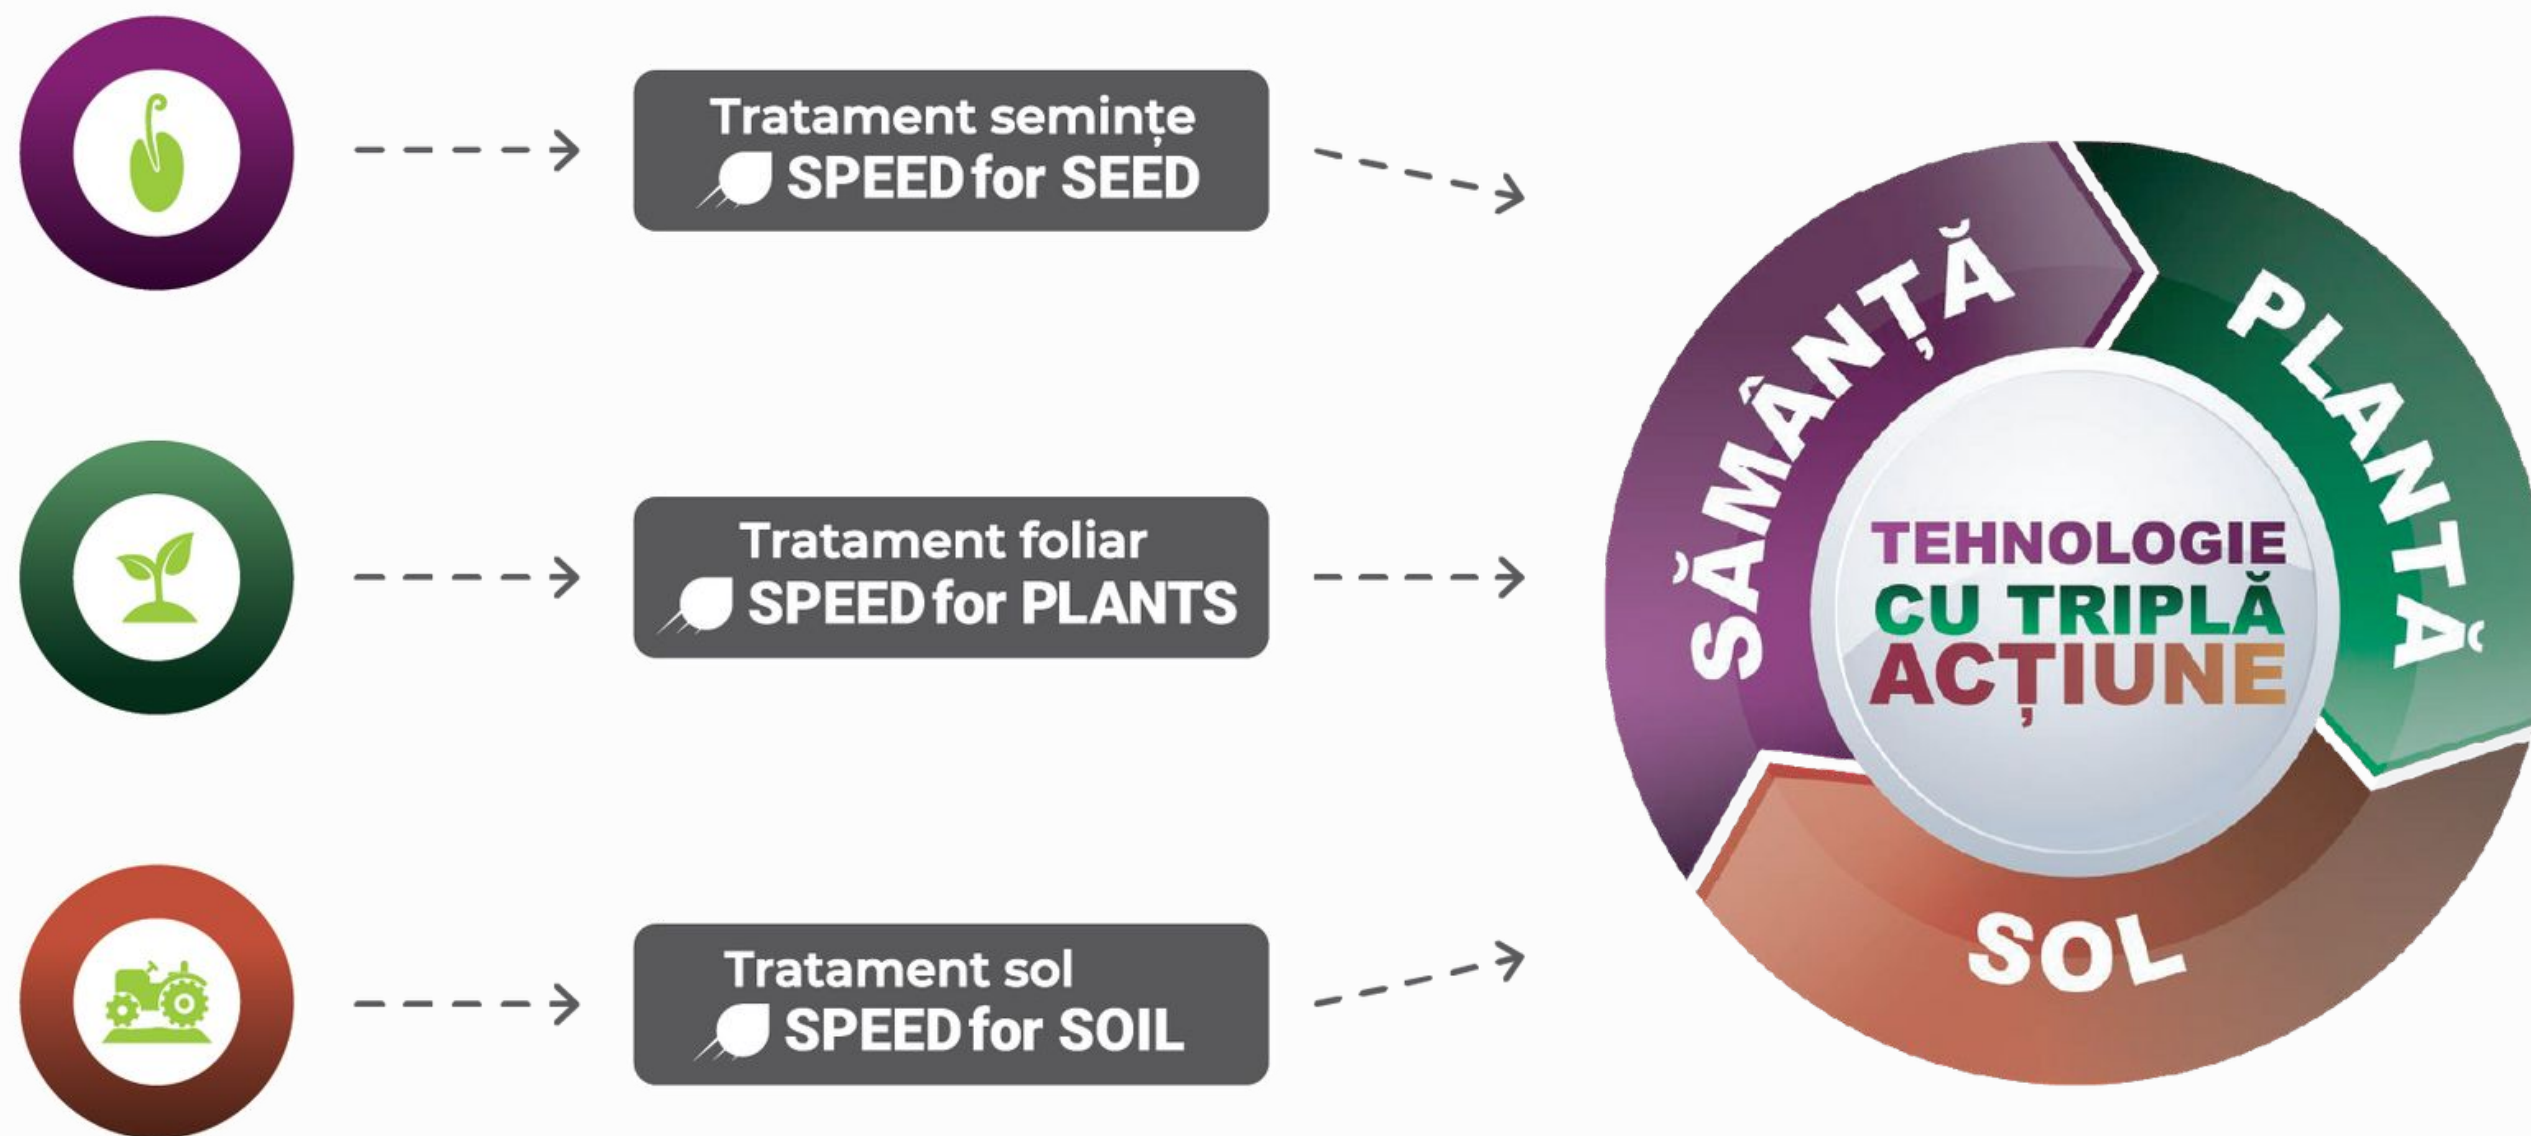 Tratament semințe
SPEED for SEED
Tratament foliar
SPEED for PLANTS
Tratament sol
SPEED for SOIL
SĂMÂNȚĂ
PLANTĂ
SOL
TEHNOLOGIE
CU TRIPLĂ
ACȚIUNE